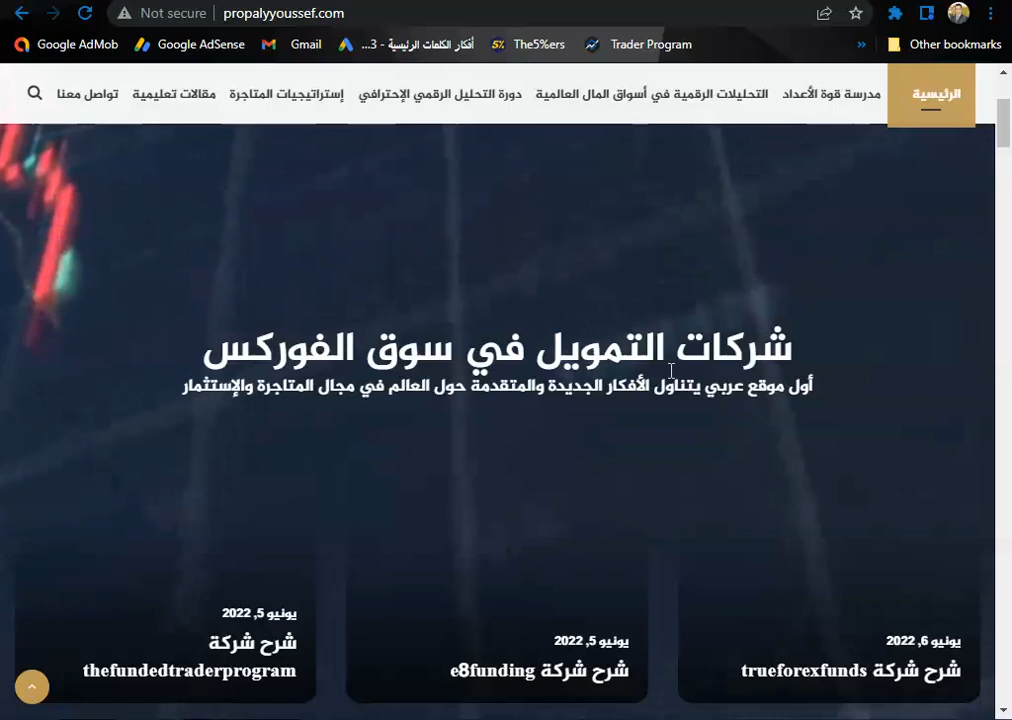 Not secure
propalyyoussef.com
Google AdMob
Google AdSense
Gmail
أفكار الكلمات الرئيسية - 3...
The5%ers
Trader Program
»
Other bookmarks
الرئيسية
مدرسة قوة الأعداد
التحليلات الرقمية في أسواق المال العالمية
دورة التحليل الرقمي الإحترافي
إستراتيجيات المتاجرة
مقالات تعليمية
تواصل معنا
شركات التمويل في سوق الفوركس
أول موقع عربي يتناول الأفكار الجديدة والمتقدمة حول العالم في مجال المتاجرة والإستثمار
يونيو 6, 2022
شرح شركة trueforexfunds
يونيو 5, 2022
شرح شركة e8funding
يونيو 5, 2022
شرح شركة
thefundedtraderprogram